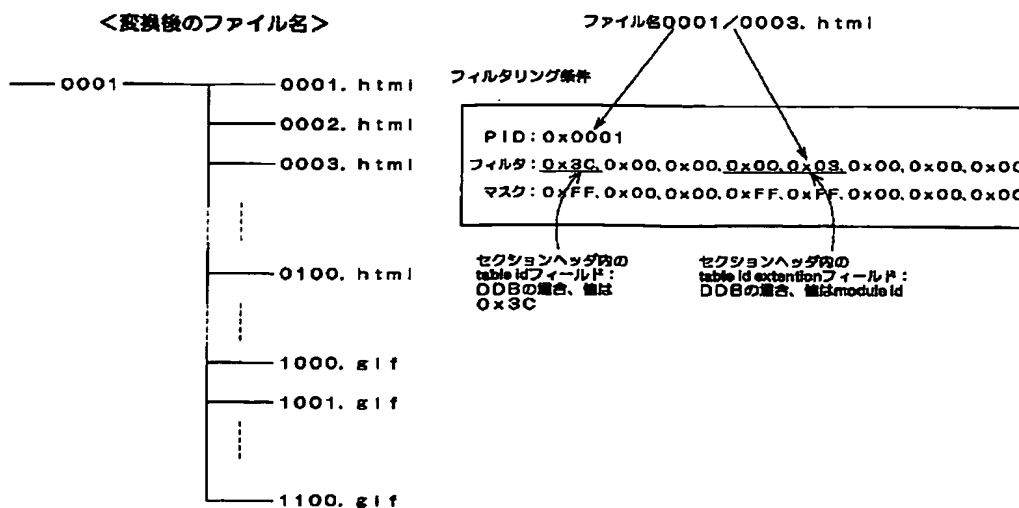 ＜変換後のファイル名＞
0001
0001. html
0002. html
0003. html
0100. html
1000. gif
1001. gif
1100. gif
ファイル名0001／0003. html
フィルタリング条件
PID：0x0001
フィルタ：0x3C、0x00、0x00、0x00、0x03、0x00、0x00、0x00
マスク：0xFF、0x00、0x00、0xFF、0xFF、0x00、0x00、0x00
セクションヘッダ内の
table idフィールド：
DDBの場合、値は
0x3C
セクションヘッダ内の
table id extentionフィールド：
DDBの場合、値はmodule id